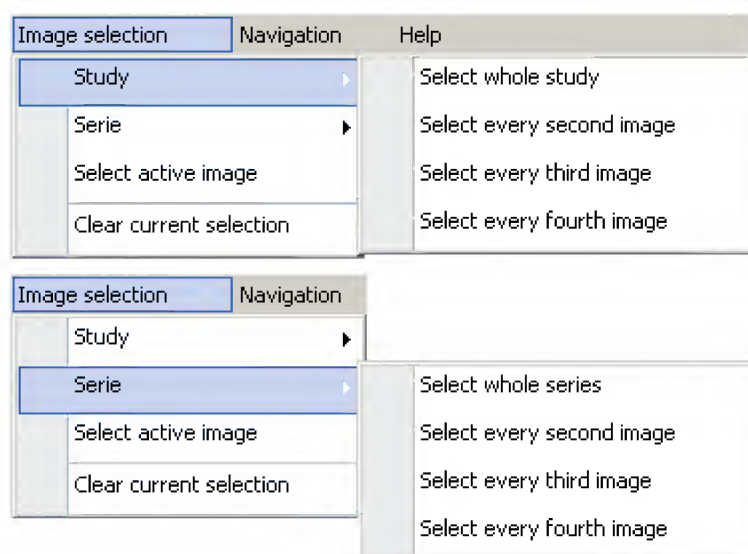 Image selection Navigation Help
Study Select whole study
Serie Select every second image
Select active image Select every third image
Clear current selection Select every fourth image
Image selection Navigation
Study
Serie Select whole series
Select active image Select every second image
Clear current selection Select every third image
Select every fourth image